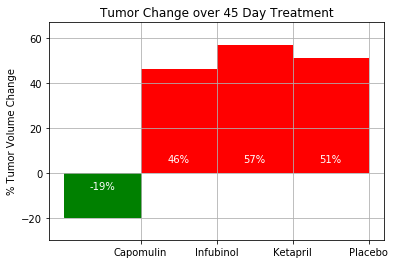 Tumor Change over 45 Day Treatment
% Tumor Volume Change
60
40
20
0
−20
-19%
46%
57%
51%
Capomulin
Infubinol
Ketapril
Placebo